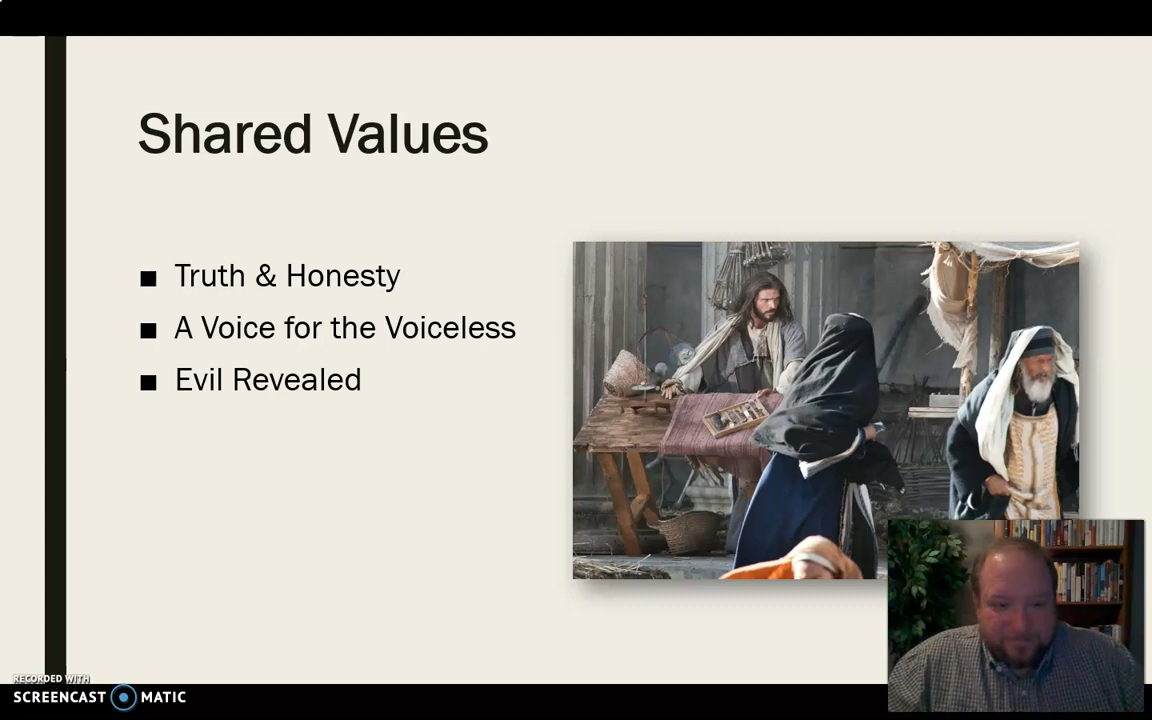 Shared Values
■ Truth & Honesty
■ A Voice for the Voiceless
■ Evil Revealed
RECORDED WITH
SCREENCAST MATIC